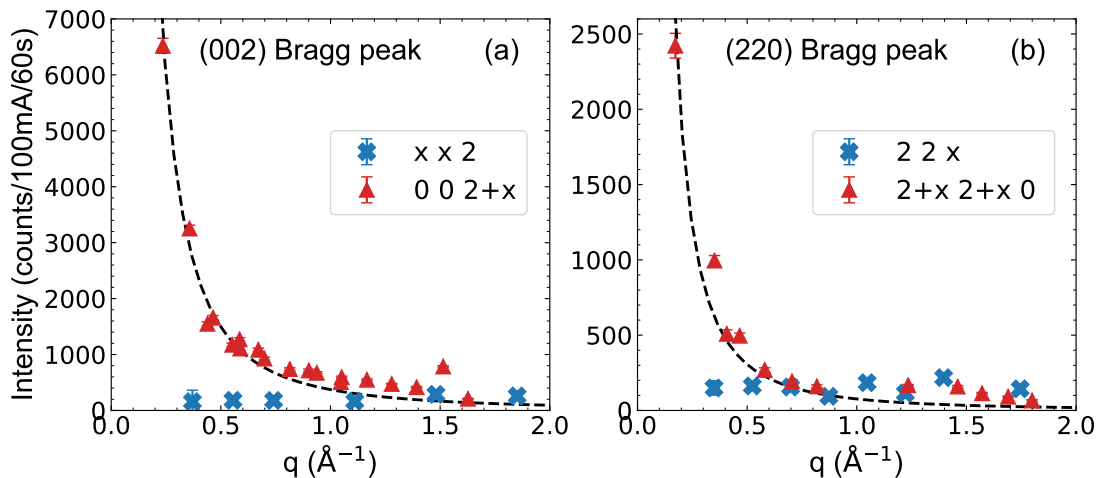 Intensity (counts/100mA/60s)
7000
6000
5000
4000
3000
2000
1000
0
(002) Bragg peak (a)
x x 2
0 0 2+x
0.0 0.5 1.0 1.5 2.0
q (Å⁻¹)
2500
2000
1500
1000
500
0
(220) Bragg peak (b)
2 2 x
2+x 2+x 0
0.0 0.5 1.0 1.5 2.0
q (Å⁻¹)